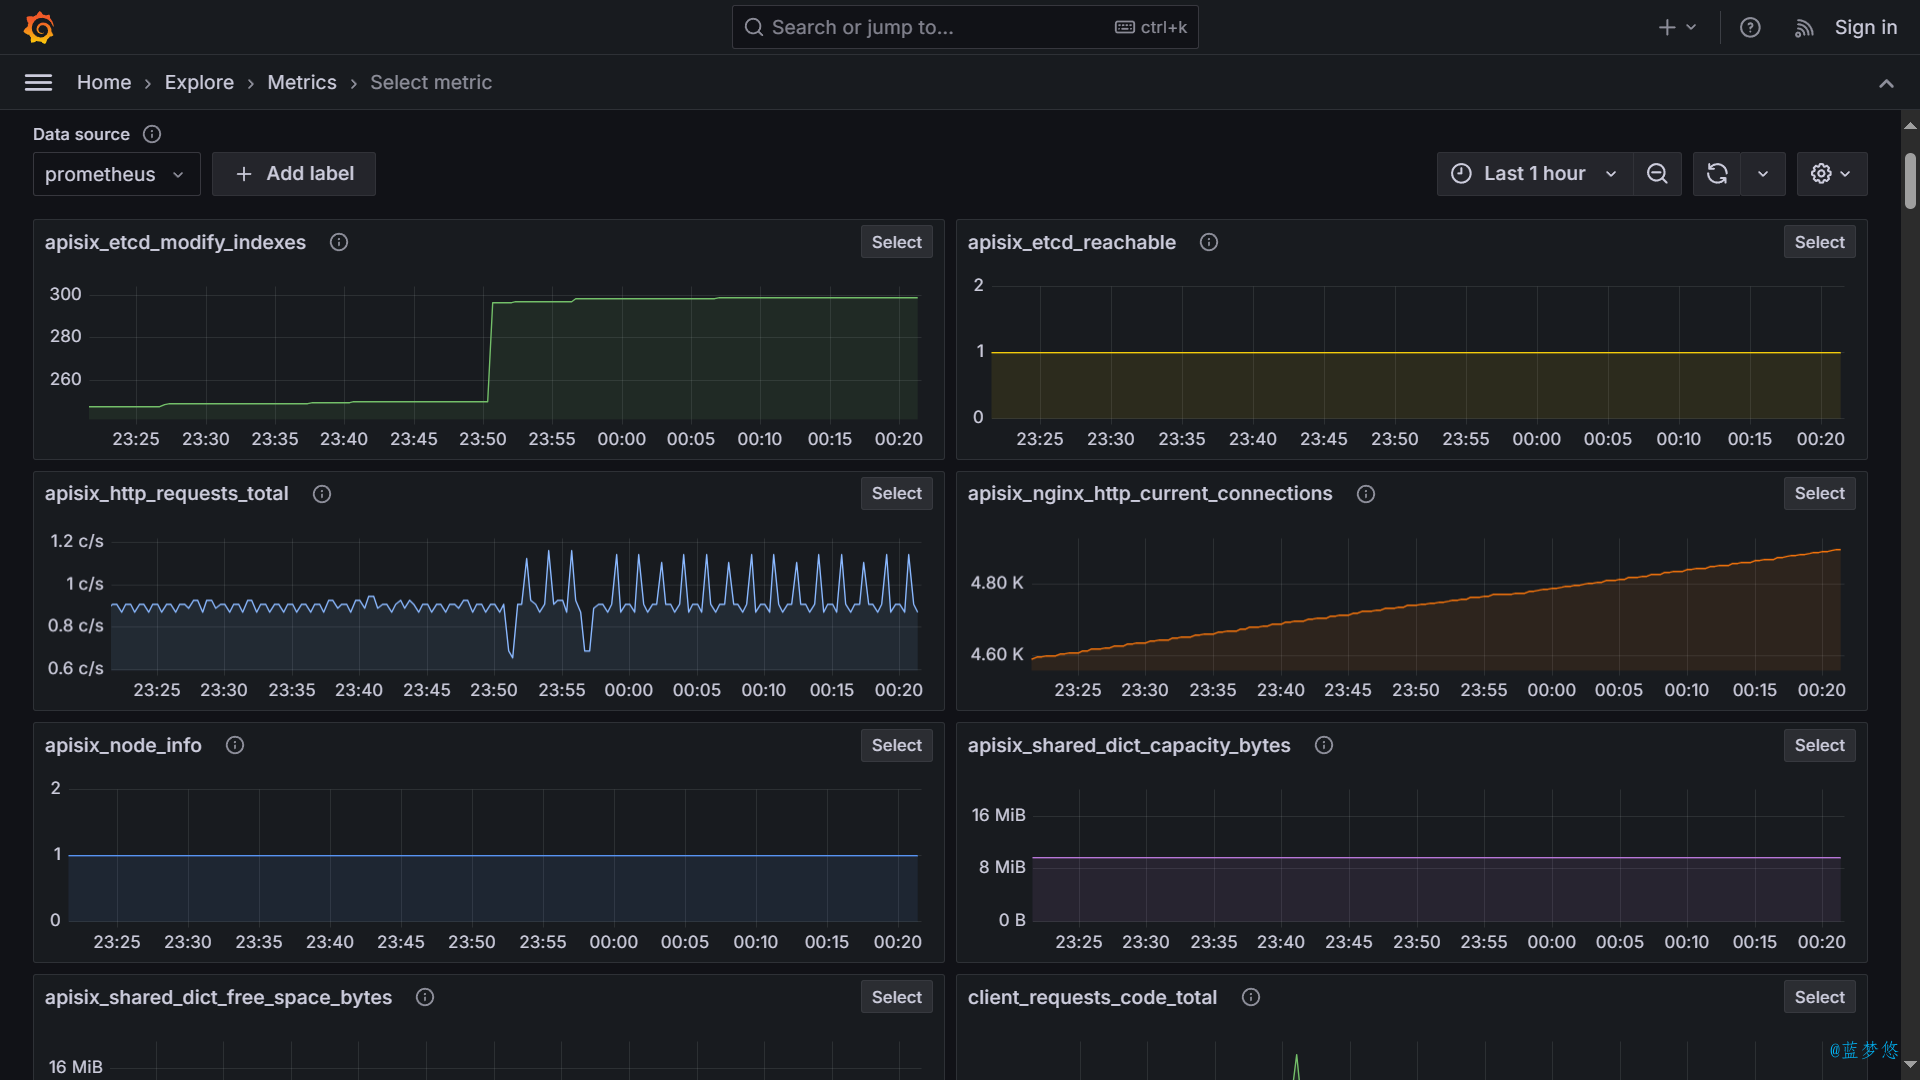 Search or jump to...
ctrl+k
Sign in
Home › Explore › Metrics › Select metric
Data source
prometheus
+ Add label
Last 1 hour
apisix_etcd_modify_indexes
Select
300
280
260
23:25 23:30 23:35 23:40 23:45 23:50 23:55 00:00 00:05 00:10 00:15 00:20
apisix_etcd_reachable
Select
2
1
0
23:25 23:30 23:35 23:40 23:45 23:50 23:55 00:00 00:05 00:10 00:15 00:20
apisix_http_requests_total
Select
1.2 c/s
1 c/s
0.8 c/s
0.6 c/s
23:25 23:30 23:35 23:40 23:45 23:50 23:55 00:00 00:05 00:10 00:15 00:20
apisix_nginx_http_current_connections
Select
4.80 K
4.60 K
23:25 23:30 23:35 23:40 23:45 23:50 23:55 00:00 00:05 00:10 00:15 00:20
apisix_node_info
Select
2
1
0
23:25 23:30 23:35 23:40 23:45 23:50 23:55 00:00 00:05 00:10 00:15 00:20
apisix_shared_dict_capacity_bytes
Select
16 MiB
8 MiB
0 B
23:25 23:30 23:35 23:40 23:45 23:50 23:55 00:00 00:05 00:10 00:15 00:20
apisix_shared_dict_free_space_bytes
Select
16 MiB
client_requests_code_total
Select
@蓝梦悠